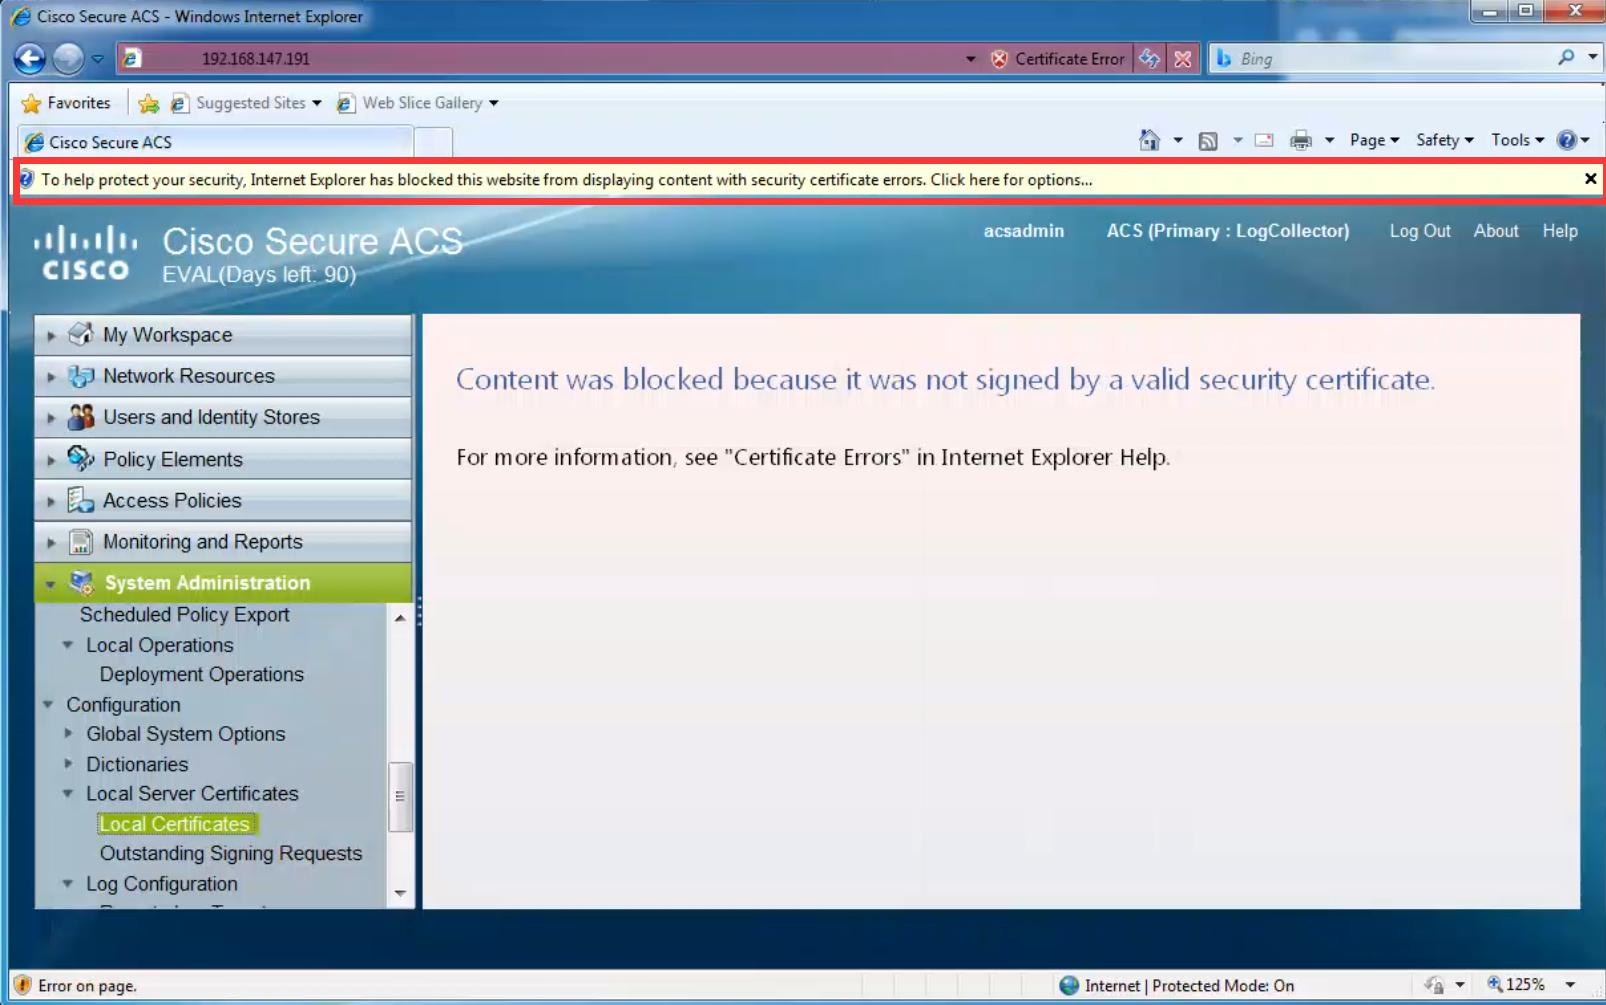 Cisco Secure ACS - Windows Internet Explorer
192.168.147.191
Certificate Error
Bing
Favorites
Suggested Sites
Web Slice Gallery
Cisco Secure ACS
Page
Safety
Tools
To help protect your security, Internet Explorer has blocked this website from displaying content with security certificate errors. Click here for options...
CISCO
Cisco Secure ACS
EVAL(Days left: 90)
acsadmin
ACS (Primary : LogCollector)
Log Out
About
Help
My Workspace
Network Resources
Users and Identity Stores
Policy Elements
Access Policies
Monitoring and Reports
System Administration
Scheduled Policy Export
Local Operations
Deployment Operations
Configuration
Global System Options
Dictionaries
Local Server Certificates
Local Certificates
Outstanding Signing Requests
Log Configuration
Content was blocked because it was not signed by a valid security certificate.
For more information, see "Certificate Errors" in Internet Explorer Help.
Error on page.
Internet | Protected Mode: On
125%